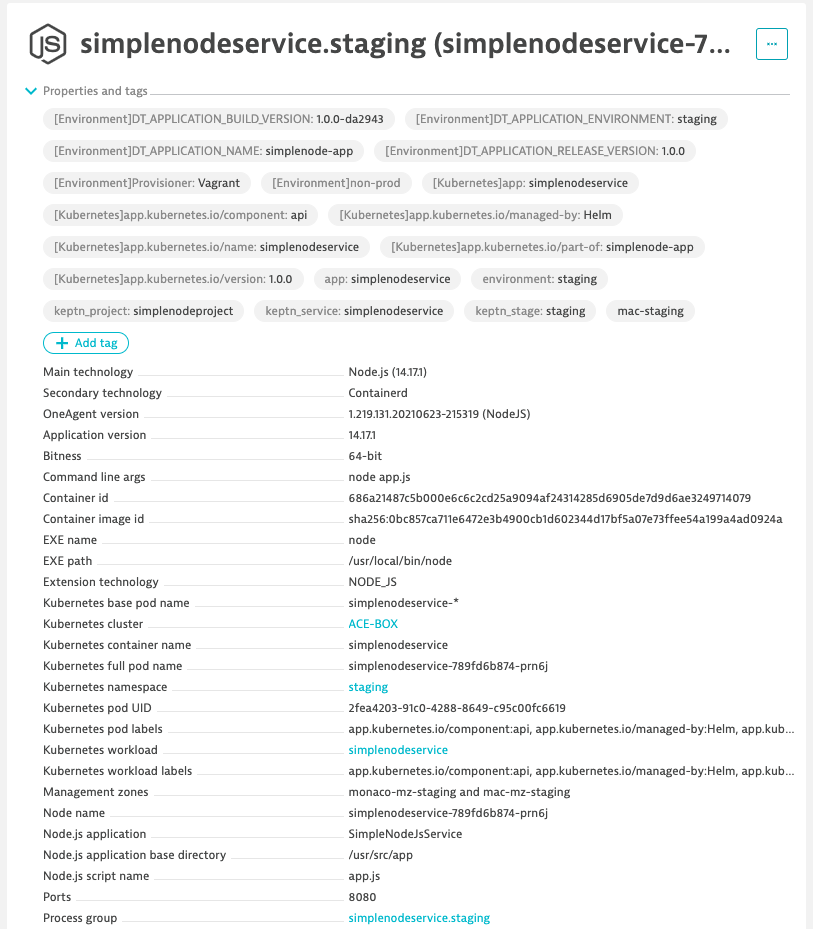 JS simplenodeservice.staging (simplenodeservice-7... ...
Properties and tags
[Environment]DT_APPLICATION_BUILD_VERSION: 1.0.0-da2943 [Environment]DT_APPLICATION_ENVIRONMENT: staging
[Environment]DT_APPLICATION_NAME: simplenode-app [Environment]DT_APPLICATION_RELEASE_VERSION: 1.0.0
[Environment]Provisioner: Vagrant [Environment]non-prod [Kubernetes]app: simplenodeservice
[Kubernetes]app.kubernetes.io/component: api [Kubernetes]app.kubernetes.io/managed-by: Helm
[Kubernetes]app.kubernetes.io/name: simplenodeservice [Kubernetes]app.kubernetes.io/part-of: simplenode-app
[Kubernetes]app.kubernetes.io/version: 1.0.0 app: simplenodeservice environment: staging
keptn_project: simplenodeproject keptn_service: simplenodeservice keptn_stage: staging mac-staging
+ Add tag
Main technology Node.js (14.17.1)
Secondary technology Containerd
OneAgent version 1.219.131.20210623-215319 (NodeJS)
Application version 14.17.1
Bitness 64-bit
Command line args node app.js
Container id 686a21487c5b000e6c6c2cd25a9094af24314285d6905de7d9d6ae3249714079
Container image id sha256:0bc857ca711e6472e3b4900cb1d602344d17bf5a07e73ffee54a199a4ad0924a
EXE name node
EXE path /usr/local/bin/node
Extension technology NODE_JS
Kubernetes base pod name simplenodeservice-*
Kubernetes cluster ACE-BOX
Kubernetes container name simplenodeservice
Kubernetes full pod name simplenodeservice-789fd6b874-prn6j
Kubernetes namespace staging
Kubernetes pod UID 2fea4203-91c0-4288-8649-c95c00fc6619
Kubernetes pod labels app.kubernetes.io/component:api, app.kubernetes.io/managed-by:Helm, app.kub...
Kubernetes workload simplenodeservice
Kubernetes workload labels app.kubernetes.io/component:api, app.kubernetes.io/managed-by:Helm, app.kub...
Management zones monaco-mz-staging and mac-mz-staging
Node name simplenodeservice-789fd6b874-prn6j
Node.js application SimpleNodeJsService
Node.js application base directory /usr/src/app
Node.js script name app.js
Ports 8080
Process group simplenodeservice.staging